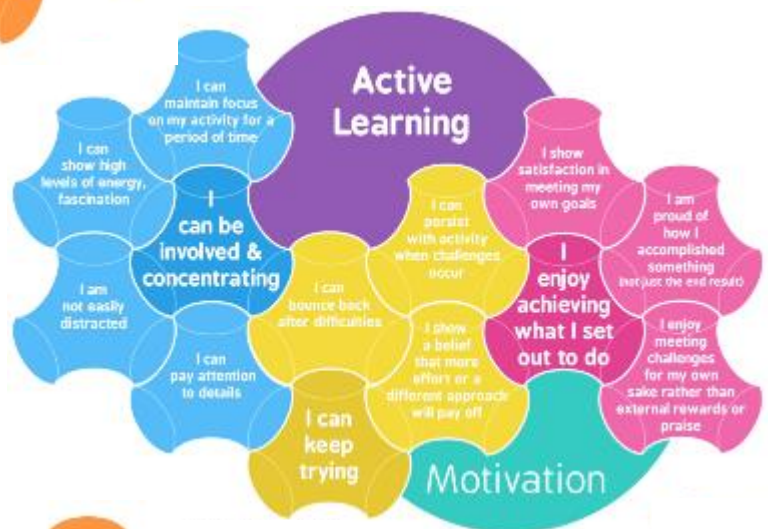 Active
Learning
I can
maintain focus
on my activity for a
period of time
I can
show high
levels of energy,
fascination
I
can be
involved &
concentrating
I am
not easily
distracted
I can
pay attention
to details
I can
bounce back
after difficulties
I can
persist
with activity
when challenges
occur
I show
a belief
that more
effort or a
different approach
will pay off
I can
keep
trying
I show
satisfaction in
meeting my
own goals
I am
proud of
how I
accomplished
something
(not just the end result)
I
enjoy
achieving
what I set
out to do
I enjoy
meeting
challenges
for my own
sake rather than
external rewards or
praise
Motivation